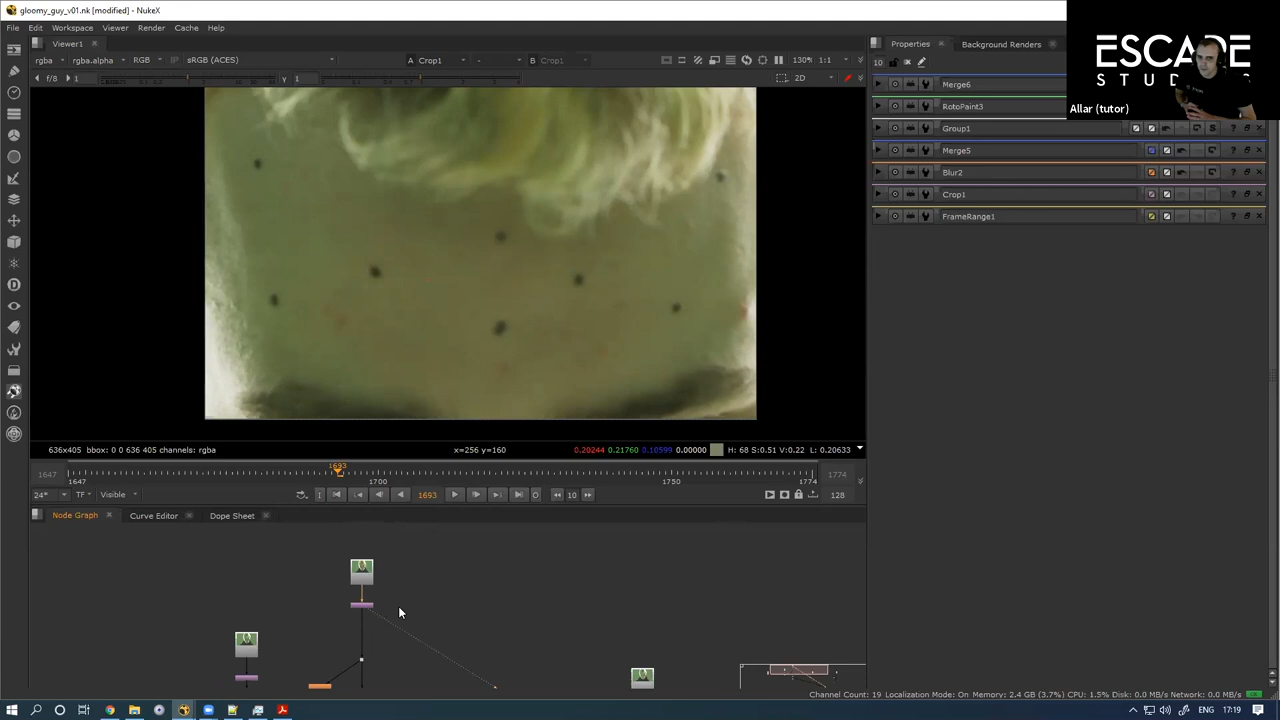 gloomy_guy_v01.nk [modified] - NukeX
File Edit Workspace Viewer Render Cache Help
Viewer1
rgba rgba.alpha RGB IP sRGB (ACES) A Crop1 - B Crop1 130% 1:1
f/8 1 y 1 2D
Properties Background Renders
10
Merge6
RotoPaint3
Group1
Merge5
Blur2
Crop1
FrameRange1
ESCAPE
STUDIOS
Allar (tutor)
636x405 bbox: 0 0 636 405 channels: rgba x=256 y=160 0.20244 0.21760 0.10599 0.00000 H: 68 S:0.51 V:0.22 L: 0.20633
1693
1647 1774
1647 1700 1750 1774
24* TF Visible 1693 10 128
Node Graph Curve Editor Dope Sheet
Channel Count: 19 Localization Mode: On Memory: 2.4 GB (3.7%) CPU: 1.5% Disk: 0.0 MB/s Network: 0.0 MB/s
ENG 17:19